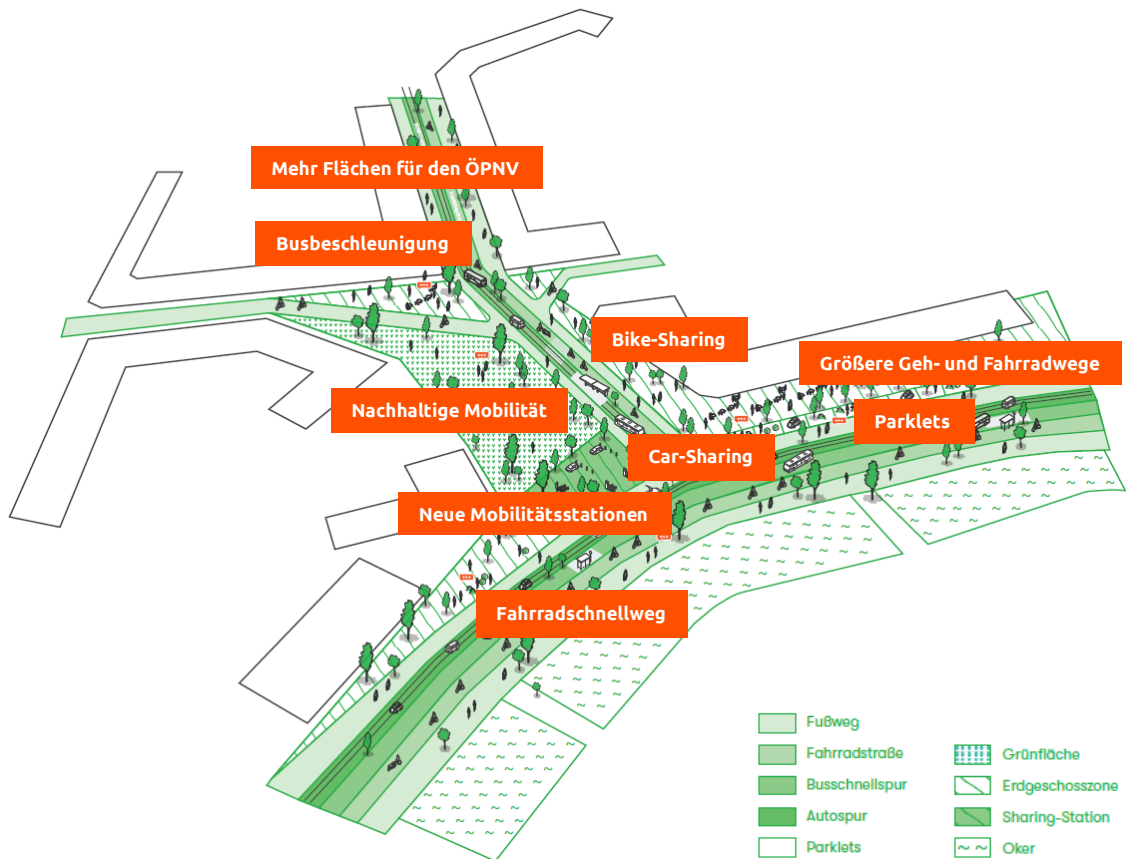 Mehr Flächen für den ÖPNV
Busbeschleunigung
Bike-Sharing
Größere Geh- und Fahrradwege
Nachhaltige Mobilität
Parklets
Car-Sharing
Neue Mobilitätsstationen
Fahrradschnellweg
Fußweg
Fahrradstraße
Busschnellspur
Autospur
Parklets
Grünfläche
Erdgeschosszone
Sharing-Station
Oker